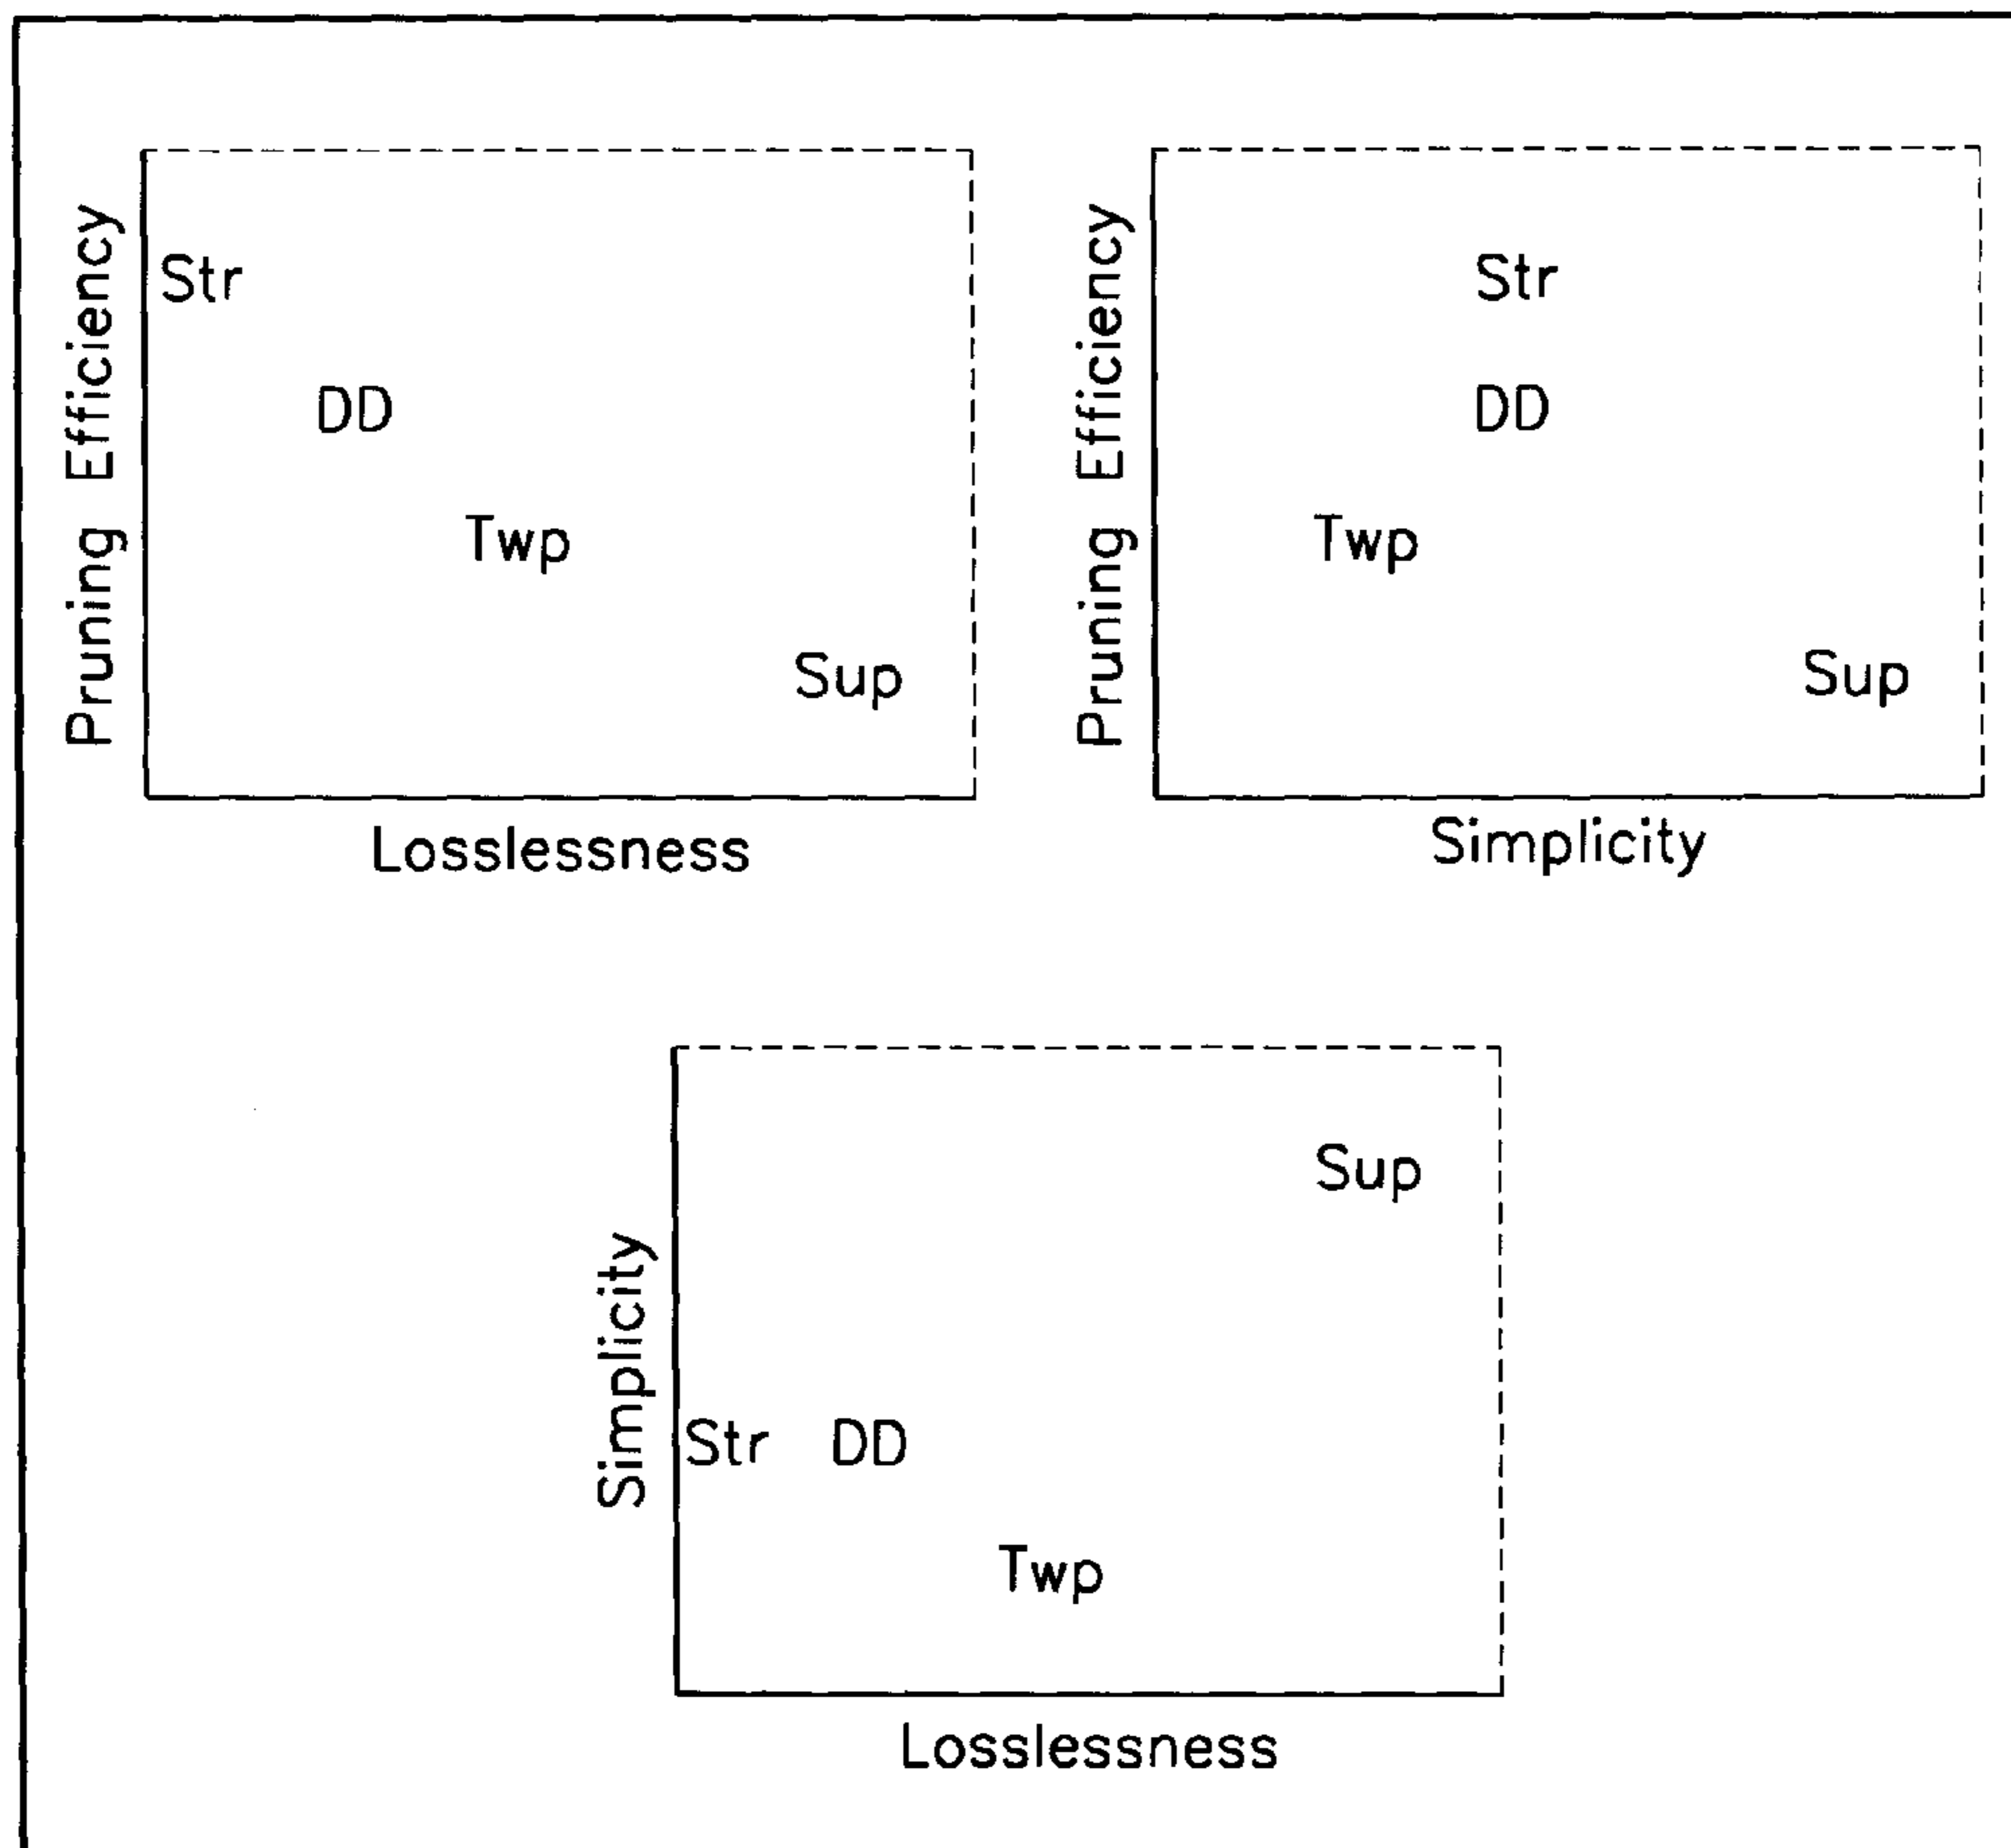 Pruning Efficiency
Str
DD
Twp
Sup
Losslessness
Pruning Efficiency
Str
DD
Twp
Sup
Simplicity
Simplicity
Sup
Str DD
Twp
Losslessness